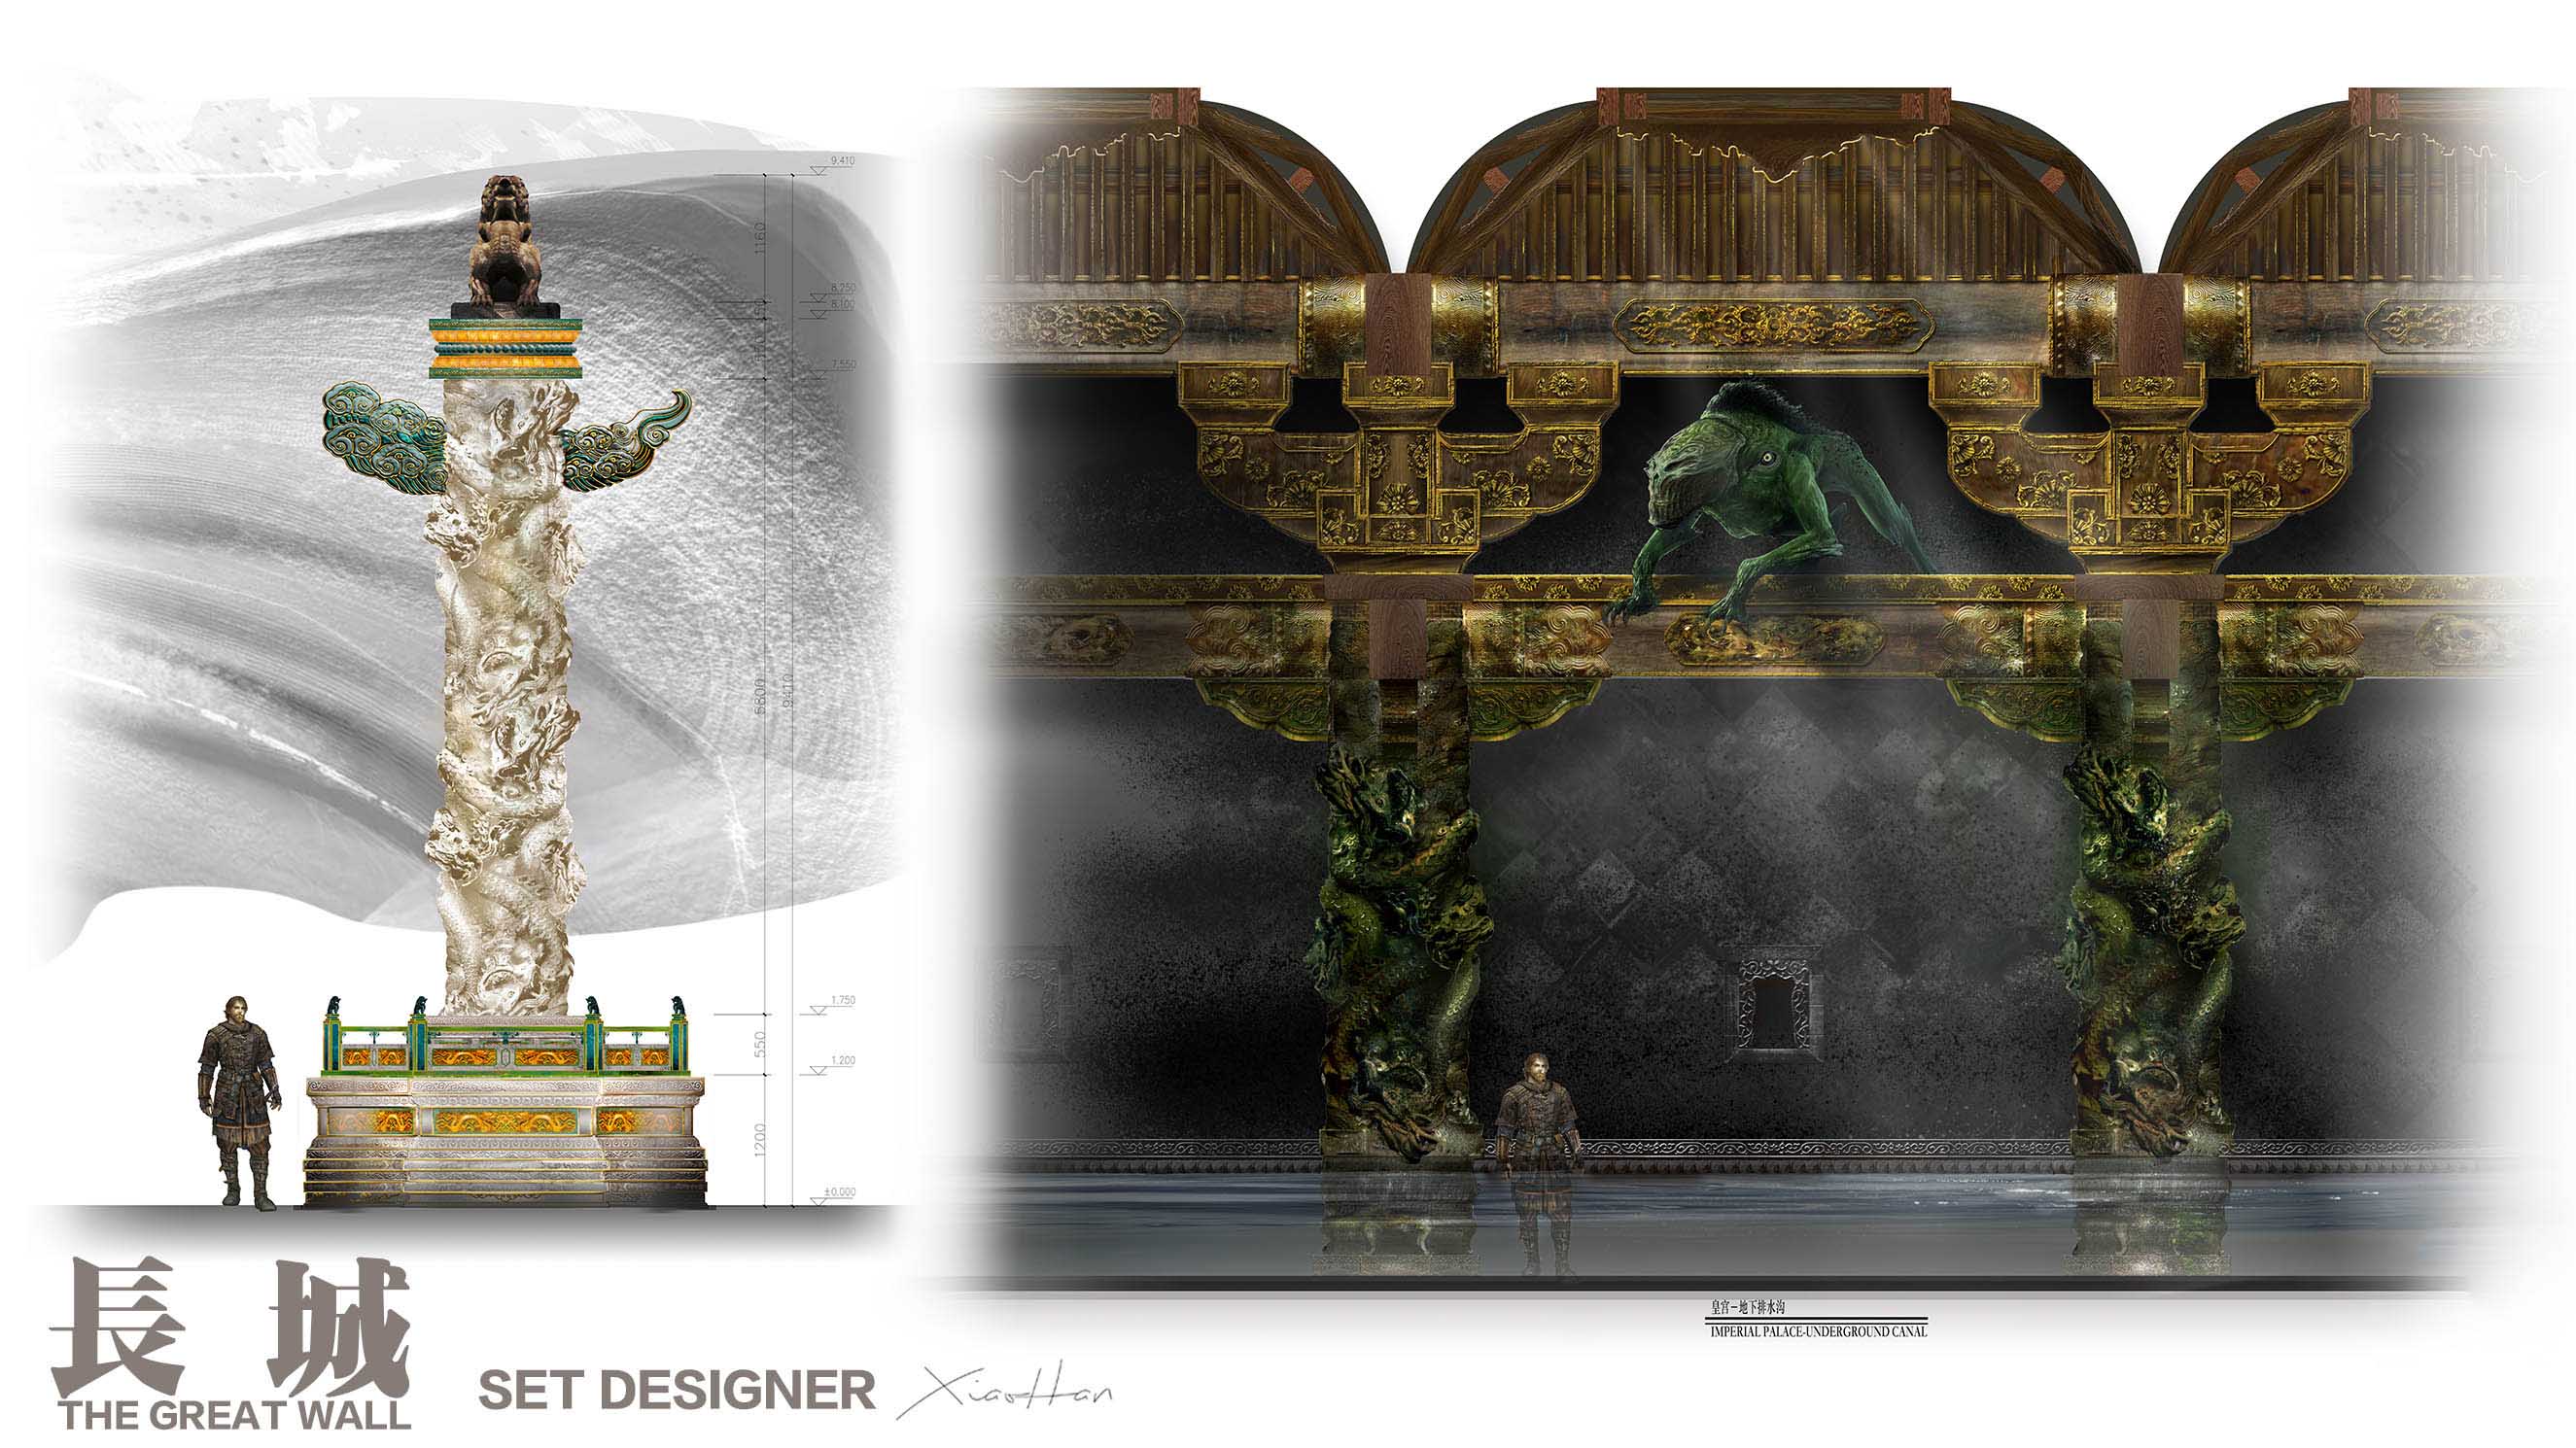 9.410
1160
8.250
8.100
7.550
9410
1.750
550
1.200
1200
±0.000
皇宫-地下排水沟
IMPERIAL PALACE-UNDERGROUND CANAL
長城
THE GREAT WALL
SET DESIGNER XiaoHan